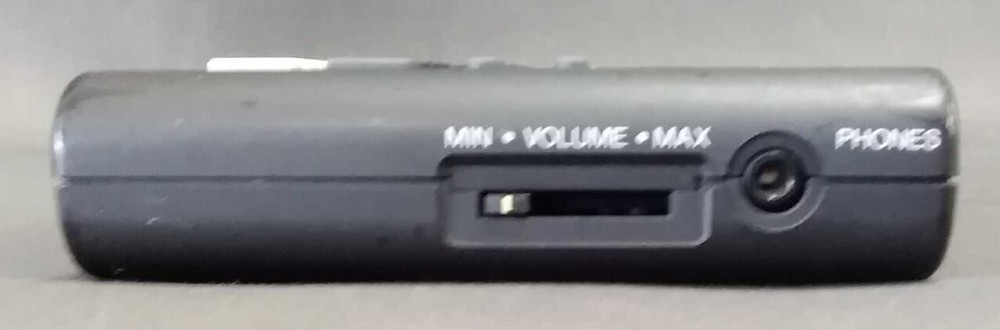 MIN • VOLUME • MAX PHONES